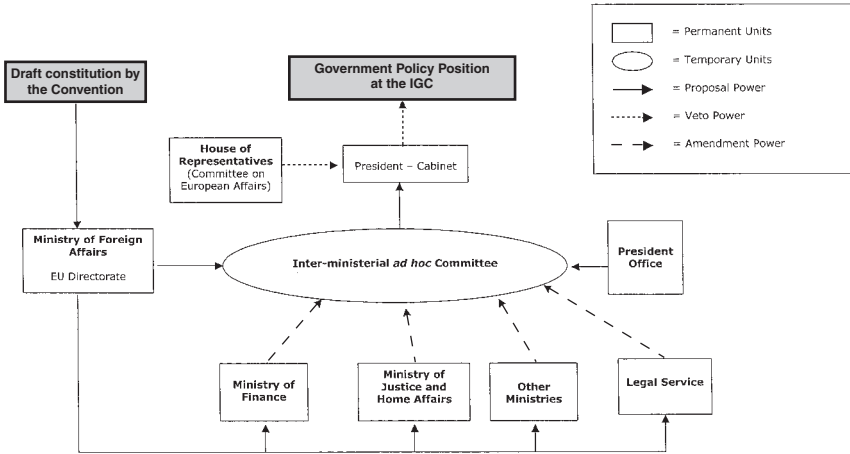 Draft constitution by
the Convention
Government Policy Position
at the IGC
= Permanent Units
= Temporary Units
= Proposal Power
= Veto Power
= Amendment Power
House of
Representatives
(Committee on
European Affairs)
President – Cabinet
Ministry of Foreign
Affairs
EU Directorate
Inter-ministerial ad hoc Committee
President
Office
Ministry of
Finance
Ministry of
Justice and
Home Affairs
Other
Ministries
Legal Service